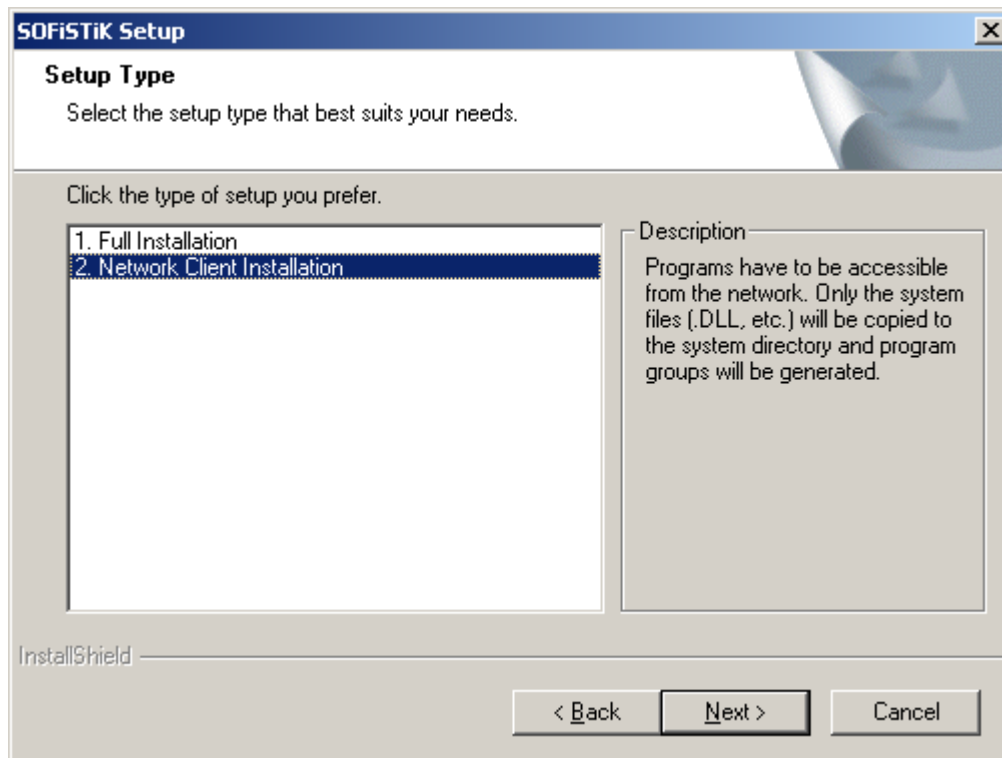 SOFiSTiK Setup
Setup Type
Select the setup type that best suits your needs.
Click the type of setup you prefer.
1. Full Installation
2. Network Client Installation
Description
Programs have to be accessible
from the network. Only the system
files (.DLL, etc.) will be copied to
the system directory and program
groups will be generated.
InstallShield
< Back
Next >
Cancel